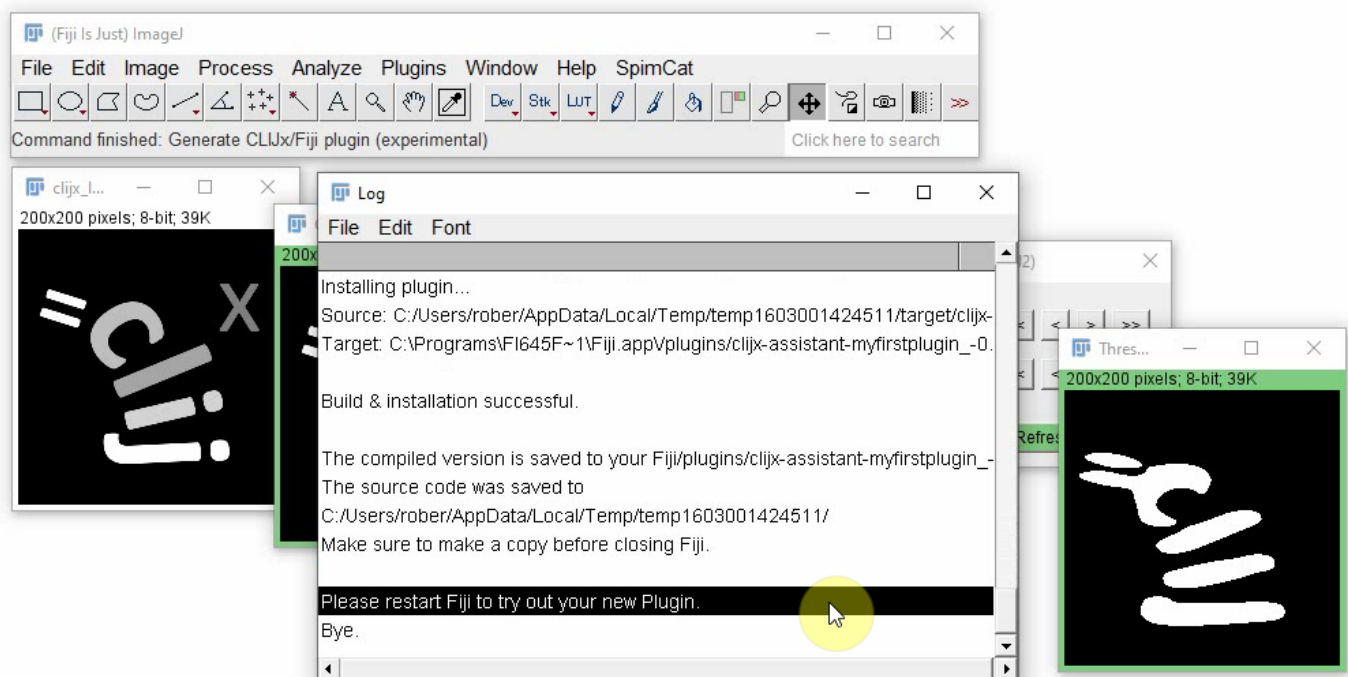 (Fiji Is Just) ImageJ
File Edit Image Process Analyze Plugins Window Help SpimCat
Dev Stk LUT >>
Command finished: Generate CLIJx/Fiji plugin (experimental)
Click here to search
clijx_l...
200x200 pixels; 8-bit; 39K
X
clij
200x
Log
File Edit Font
Installing plugin...
Source: C:/Users/rober/AppData/Local/Temp/temp1603001424511/target/clijx-
Target: C:\Programs\FI645F~1\Fiji.app\/plugins/clijx-assistant-myfirstplugin_-0.
Build & installation successful.
The compiled version is saved to your Fiji/plugins/clijx-assistant-myfirstplugin_-
The source code was saved to
C:/Users/rober/AppData/Local/Temp/temp1603001424511/
Make sure to make a copy before closing Fiji.
Please restart Fiji to try out your new Plugin.
Bye.
< > >>
Refres
Thres...
200x200 pixels; 8-bit; 39K